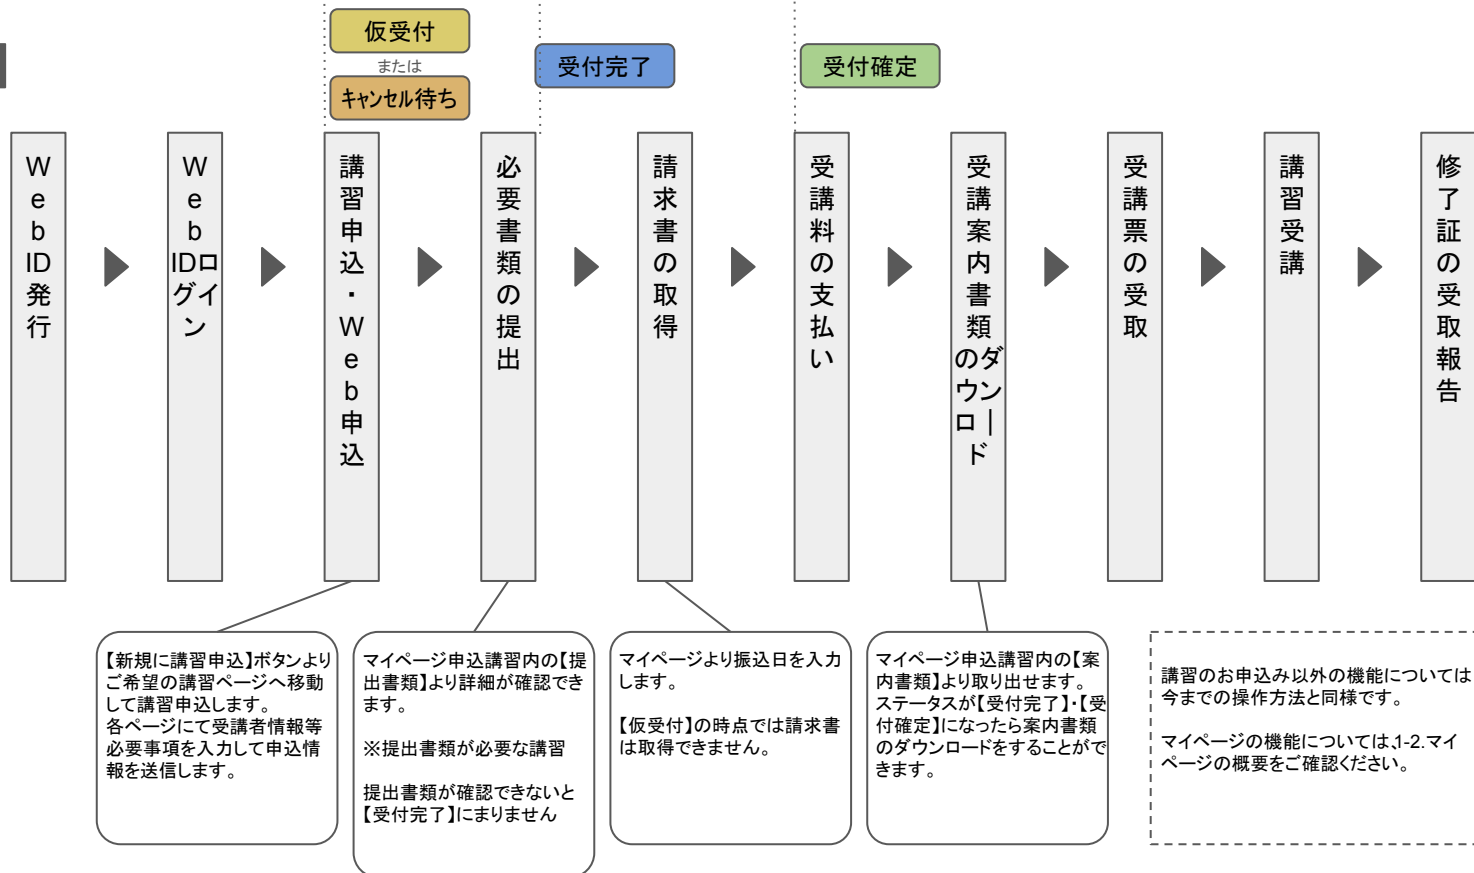 仮受付
または
キャンセル待ち
受付完了
受付確定
WebID発行
WebIDログイン
講習申込・Web申込
必要書類の提出
請求書の取得
受講料の支払い
受講案内書類のダウンロード
受講票の受取
講習受講
修了証の受取報告
【新規に講習申込】ボタンより
ご希望の講習ページへ移動
して講習申込します。
各ページにて受講者情報等
必要事項を入力して申込情
報を送信します。
マイページ申込講習内の【提
出書類】より詳細が確認でき
ます。
※提出書類が必要な講習
提出書類が確認できないと
【受付完了】にまりません
マイページより振込日を入力
します。
【仮受付】の時点では請求書
は取得できません。
マイページ申込講習内の【案
内書類】より取り出せます。
ステータスが【受付完了】・【受
付確定】になったら案内書類
のダウンロードをすることがで
きます。
講習のお申込み以外の機能については
今までの操作方法と同様です。
マイページの機能については、1-2.マイ
ページの概要をご確認ください。